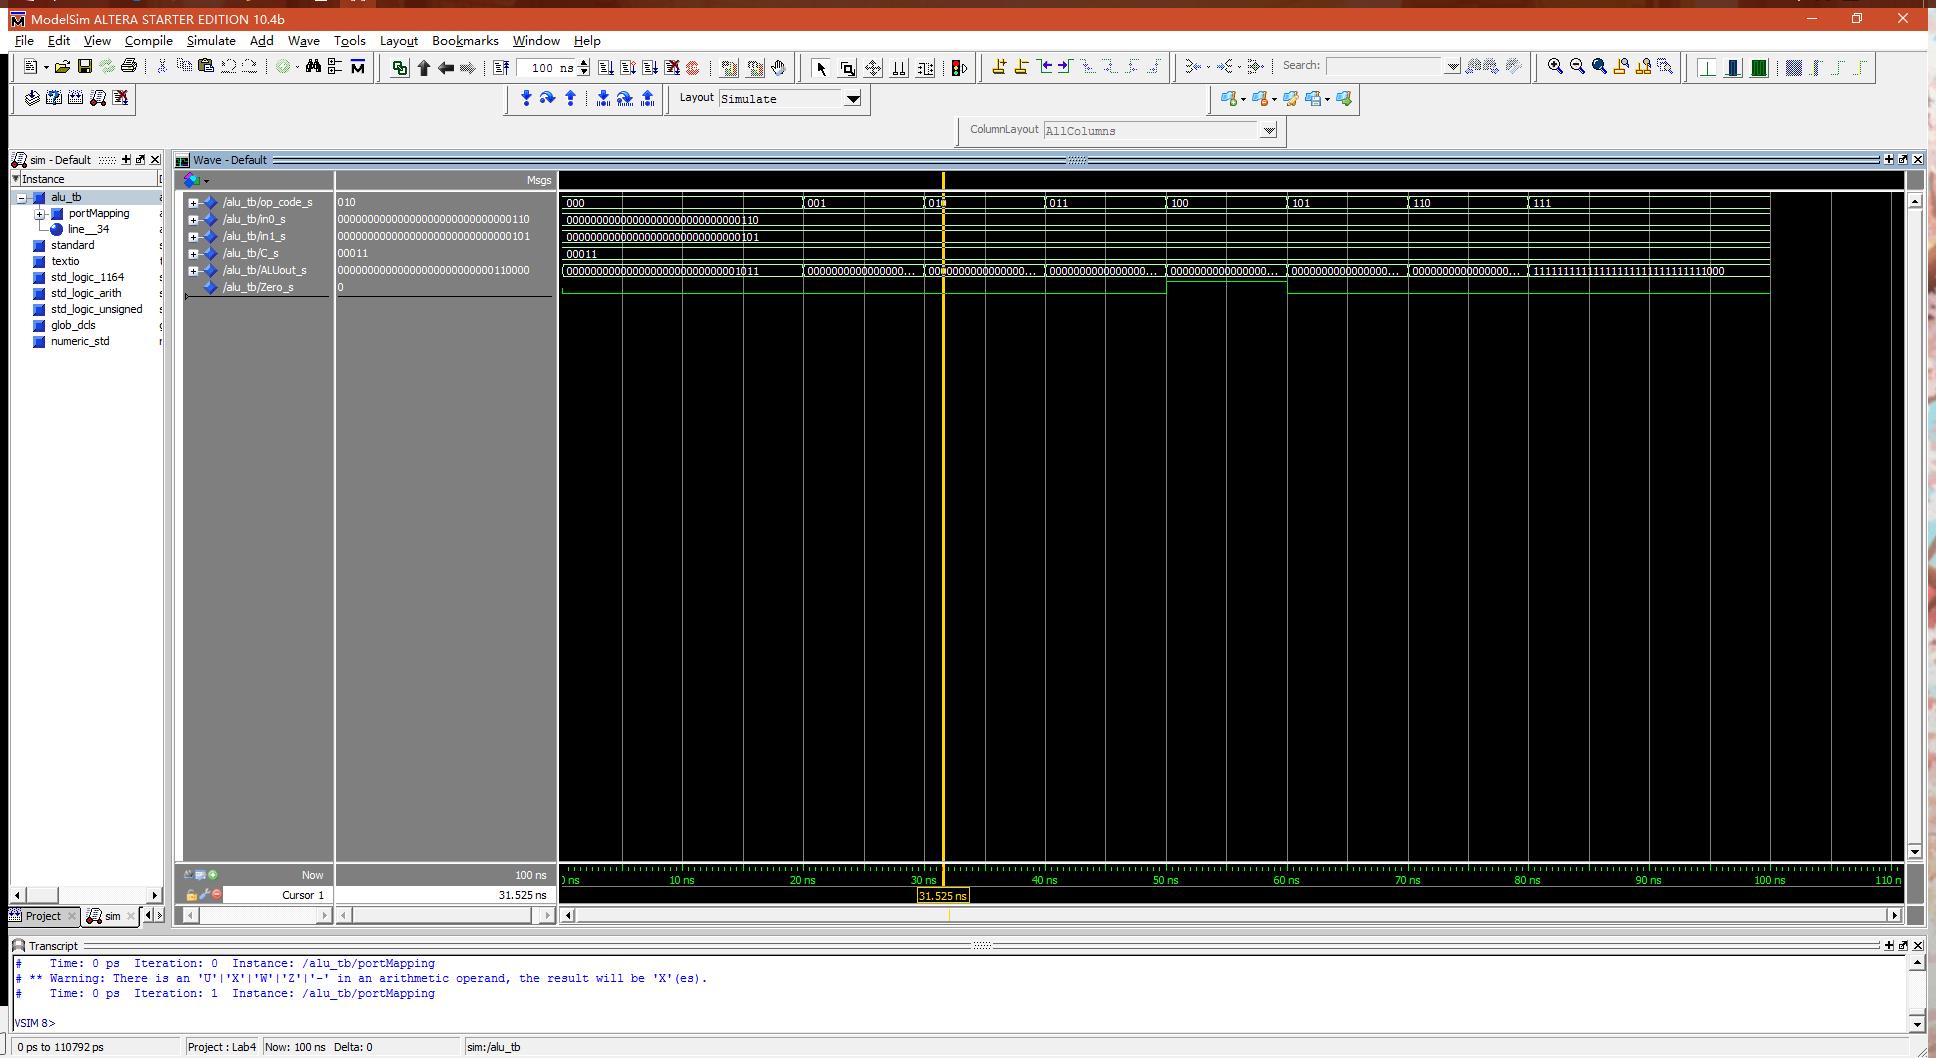 ModelSim ALTERA STARTER EDITION 10.4b
File Edit View Compile Simulate Add Wave Tools Layout Bookmarks Window Help
100 ns
Search:
Layout Simulate
ColumnLayout AllColumns
sim - Default
Wave - Default
Instance
Msgs
alu_tb
portMapping
line__34
standard
textio
std_logic_1164
std_logic_arith
std_logic_unsigned
glob_dcls
numeric_std
/alu_tb/op_code_s 010 000 001 010 011 100 101 110 111
/alu_tb/in0_s 00000000000000000000000000000110 00000000000000000000000000000110
/alu_tb/in1_s 00000000000000000000000000000101 00000000000000000000000000000101
/alu_tb/C_s 00011 00011
/alu_tb/ALUout_s 00000000000000000000000000110000 00000000000000000000000000001011 0000000000000000... 0000000000000000... 0000000000000000... 0000000000000000... 0000000000000000... 0000000000000000... 11111111111111111111111111111000
/alu_tb/Zero_s 0
Now 100 ns
ns 10 ns 20 ns 30 ns 40 ns 50 ns 60 ns 70 ns 80 ns 90 ns 100 ns 110 n
Cursor 1 31.525 ns 31.525 ns
Project sim
Transcript
# Time: 0 ps Iteration: 0 Instance: /alu_tb/portMapping
# ** Warning: There is an 'U'|'X'|'W'|'Z'|'-' in an arithmetic operand, the result will be 'X'(es).
# Time: 0 ps Iteration: 1 Instance: /alu_tb/portMapping
VSIM 8>
0 ps to 110792 ps Project : Lab4 Now: 100 ns Delta: 0 sim:/alu_tb